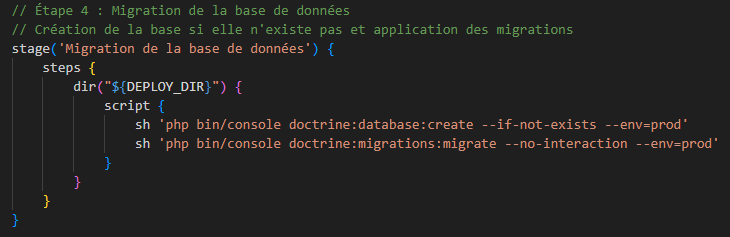 // Étape 4 : Migration de la base de données
// Création de la base si elle n'existe pas et application des migrations
stage('Migration de la base de données') {
    steps {
        dir("${DEPLOY_DIR}") {
            script {
                sh 'php bin/console doctrine:database:create --if-not-exists --env=prod'
                sh 'php bin/console doctrine:migrations:migrate --no-interaction --env=prod'
            }
        }
    }
}